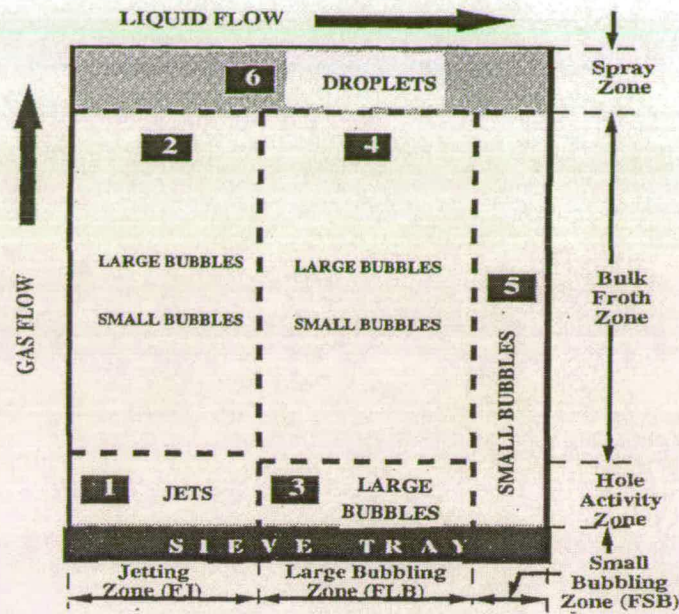 LIQUID FLOW
GAS FLOW
6
DROPLETS
Spray
Zone
2
4
LARGE BUBBLES
SMALL BUBBLES
LARGE BUBBLES
SMALL BUBBLES
5
SMALL BUBBLES
Bulk
Froth
Zone
1
JETS
3
LARGE
BUBBLES
Hole
Activity
Zone
SIEVE TRAY
Jetting
Zone (FJ)
Large Bubbling
Zone (FLB)
Small
Bubbling
Zone (FSB)